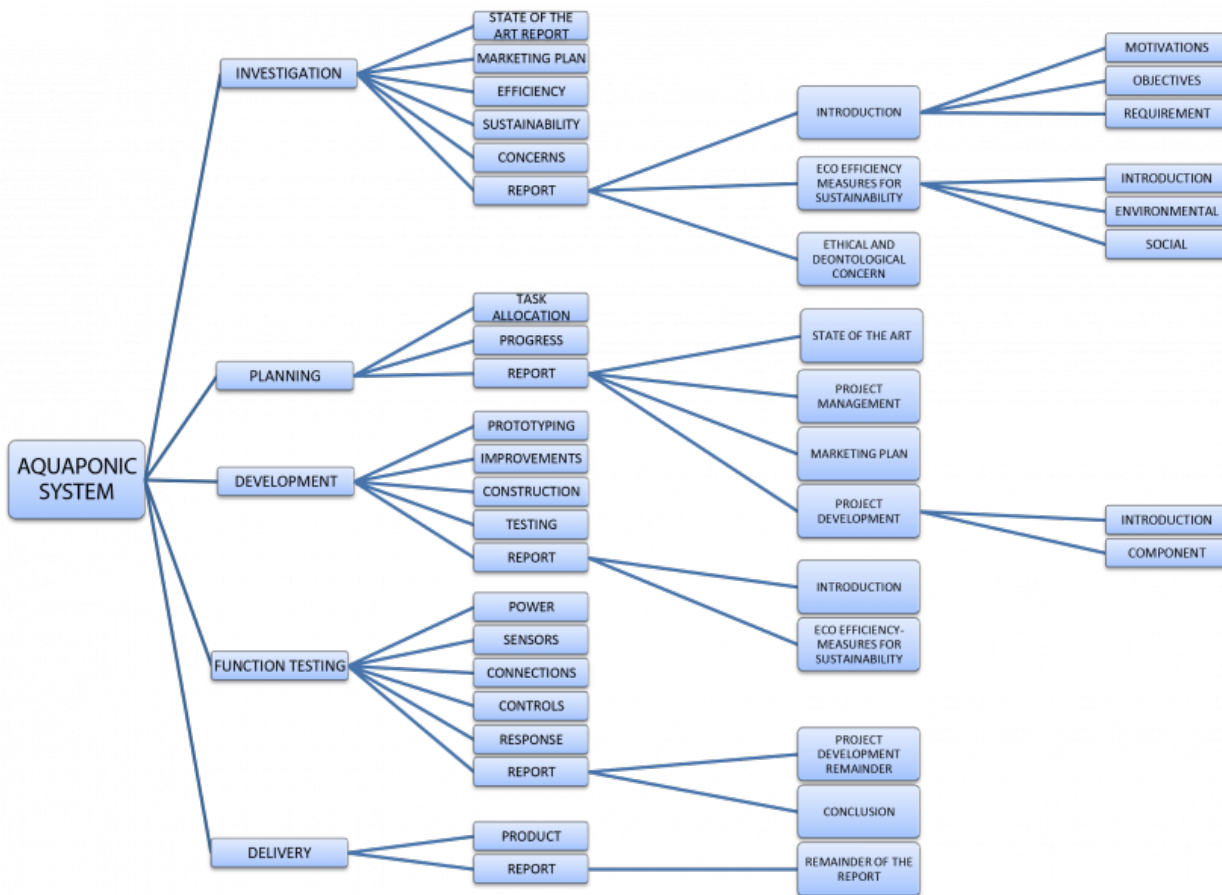 AQUAPONIC
SYSTEM
INVESTIGATION
STATE OF THE
ART REPORT
MARKETING PLAN
EFFICIENCY
SUSTAINABILITY
CONCERNS
REPORT
INTRODUCTION
MOTIVATIONS
OBJECTIVES
REQUIREMENT
ECO EFFICIENCY
MEASURES FOR
SUSTAINABILITY
INTRODUCTION
ENVIRONMENTAL
SOCIAL
ETHICAL AND
DEONTOLOGICAL
CONCERN
PLANNING
TASK
ALLOCATION
PROGRESS
REPORT
STATE OF THE ART
PROJECT
MANAGEMENT
MARKETING PLAN
PROJECT
DEVELOPMENT
INTRODUCTION
COMPONENT
DEVELOPMENT
PROTOTYPING
IMPROVEMENTS
CONSTRUCTION
TESTING
REPORT
INTRODUCTION
ECO EFFICIENCY-
MEASURES FOR
SUSTAINABILITY
FUNCTION TESTING
POWER
SENSORS
CONNECTIONS
CONTROLS
RESPONSE
REPORT
PROJECT
DEVELOPMENT
REMAINDER
CONCLUSION
DELIVERY
PRODUCT
REPORT
REMAINDER OF THE
REPORT